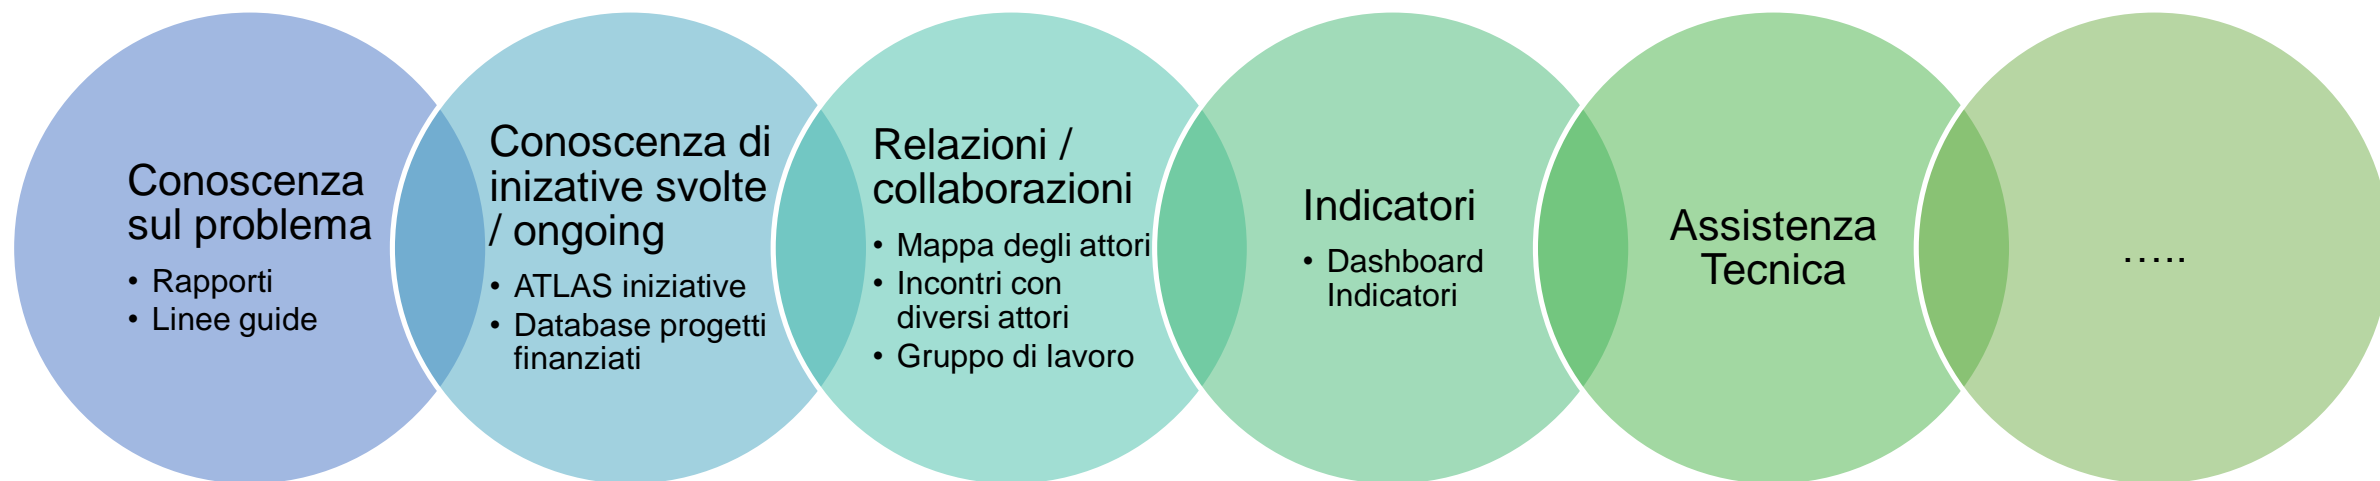 Conoscenza
sul problema
• Rapporti
• Linee guide
Conoscenza di
inizative svolte
/ ongoing
• ATLAS iniziative
• Database progetti
finanziati
Relazioni /
collaborazioni
• Mappa degli attori
• Incontri con
diversi attori
• Gruppo di lavoro
Indicatori
• Dashboard
Indicatori
Assistenza
Tecnica
…..